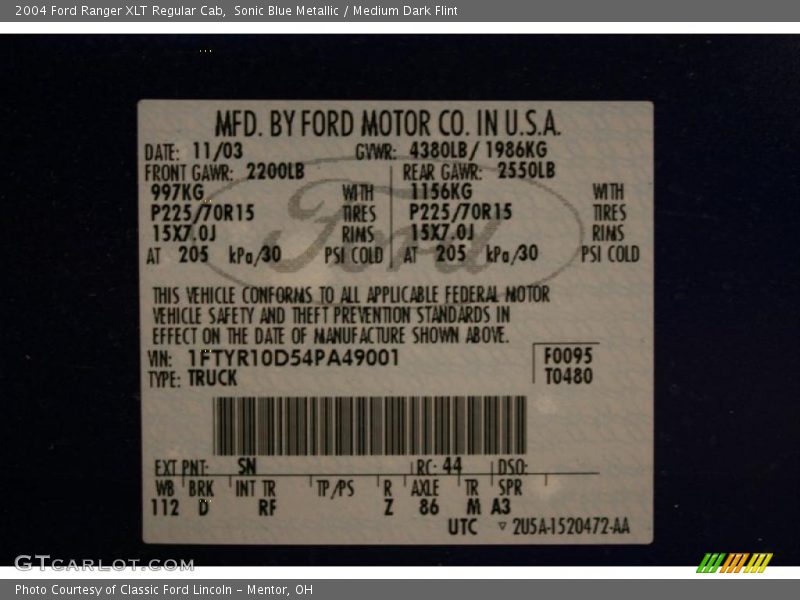 2004 Ford Ranger XLT Regular Cab,  Sonic Blue Metallic / Medium Dark Flint
MFD. BY FORD MOTOR CO. IN U.S.A.
DATE: 11/03 GVWR: 4380LB/ 1986KG
FRONT GAWR: 2200LB REAR GAWR: 2550LB
997KG WITH 1156KG WITH
P225/70R15 TIRES P225/70R15 TIRES
15X7.0J RIMS 15X7.0J RIMS
AT 205 kPa/30 PSI COLD AT 205 kPa/30 PSI COLD
Ford
THIS VEHICLE CONFORMS TO ALL APPLICABLE FEDERAL MOTOR
VEHICLE SAFETY AND THEFT PREVENTION STANDARDS IN
EFFECT ON THE DATE OF MANUFACTURE SHOWN ABOVE.
VIN: 1FTYR10D54PA49001 F0095
TYPE: TRUCK T0480
EXT PNT: SN RC: 44 DSO:
WB BRK INT TR TP/PS R AXLE TR SPR
112 D RF Z 86 M A3
UTC ▽ 2U5A-1520472-AA
GTCARLOT.COM
Photo Courtesy of Classic Ford Lincoln – Mentor, OH